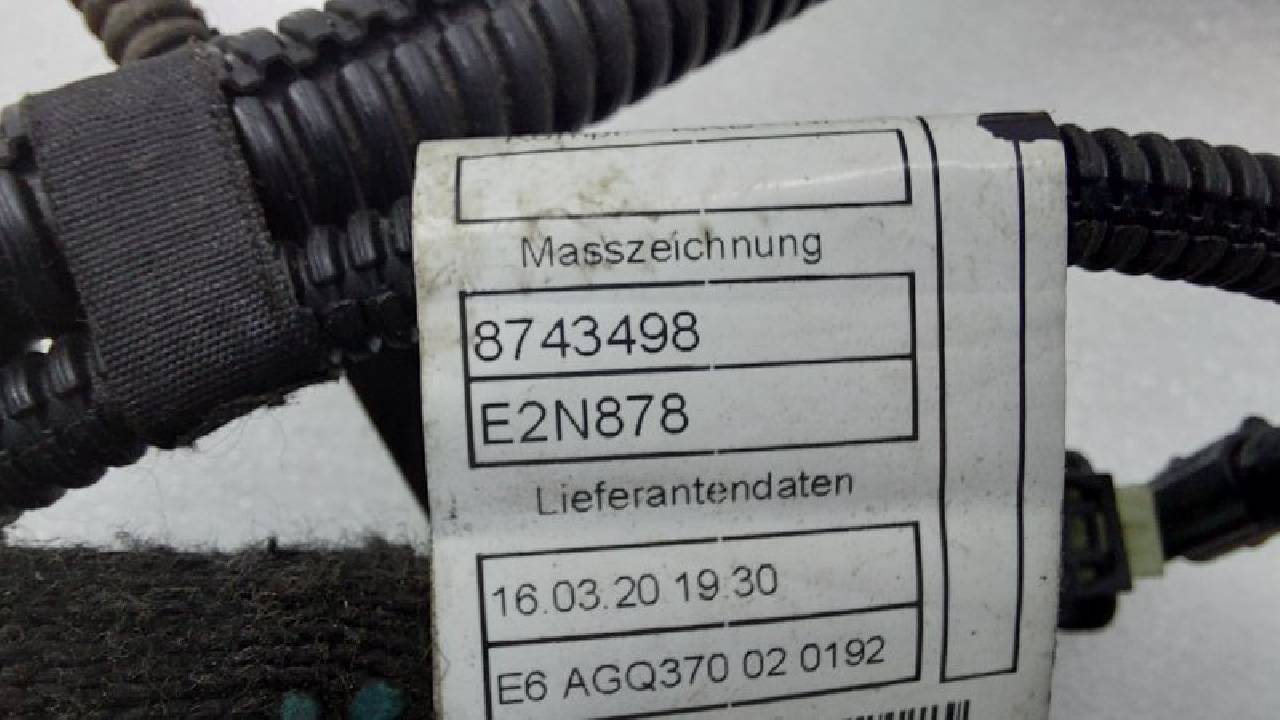 Masszeichnung
8743498
E2N878
Lieferantendaten
16.03.20 19:30
E6 AGQ370 02 0192